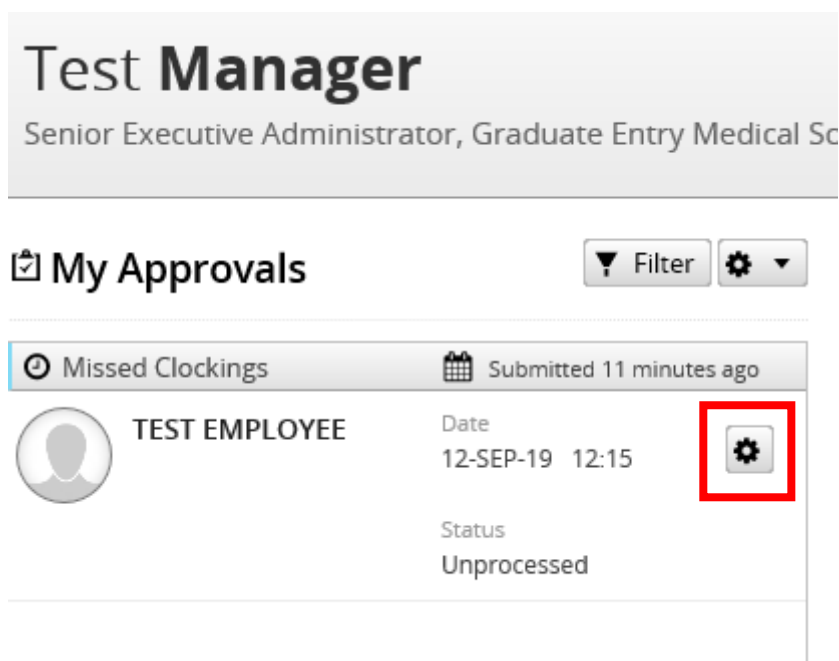 Test Manager
Senior Executive Administrator, Graduate Entry Medical
My Approvals
Filter
Missed Clockings
Submitted 11 minutes ago
TEST EMPLOYEE
Date
12-SEP-19 12:15
Status
Unprocessed